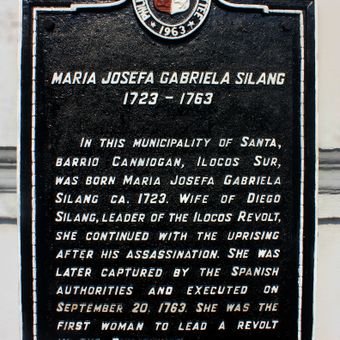 1963
MARIA JOSEFA GABRIELA SILANG
1723 – 1763
IN THIS MUNICIPALITY OF SANTA,
BARRIO CANNIOGAN, ILOCOS SUR,
WAS BORN MARIA JOSEFA GABRIELA
SILANG CA. 1723. WIFE OF DIEGO
SILANG, LEADER OF THE ILOCOS REVOLT,
SHE CONTINUED WITH THE UPRISING
AFTER HIS ASSASSINATION. SHE WAS
LATER CAPTURED BY THE SPANISH
AUTHORITIES AND EXECUTED ON
SEPTEMBER 20, 1763. SHE WAS THE
FIRST WOMAN TO LEAD A REVOLT